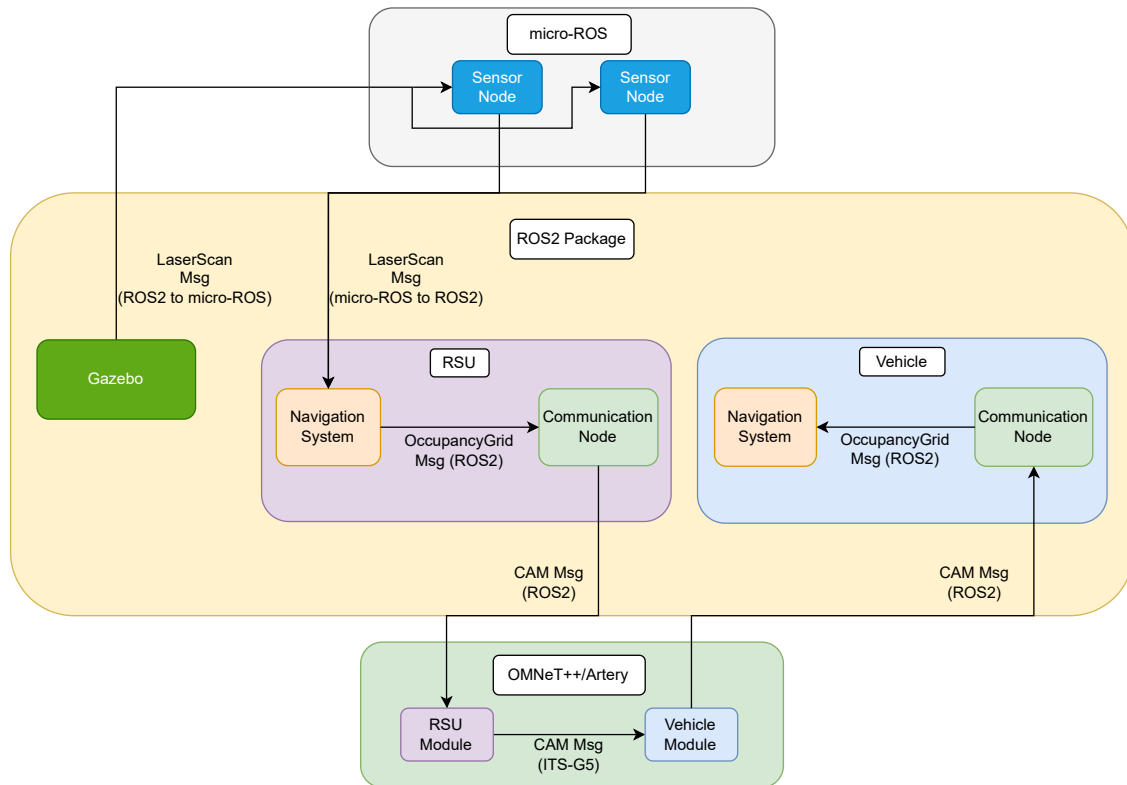 micro-ROS
Sensor
Node
Sensor
Node
ROS2 Package
LaserScan
Msg
(ROS2 to micro-ROS)
LaserScan
Msg
(micro-ROS to ROS2)
Gazebo
RSU
Navigation
System
OccupancyGrid
Msg (ROS2)
Communication
Node
Vehicle
Navigation
System
OccupancyGrid
Msg (ROS2)
Communication
Node
CAM Msg
(ROS2)
CAM Msg
(ROS2)
OMNeT++/Artery
RSU
Module
CAM Msg
(ITS-G5)
Vehicle
Module